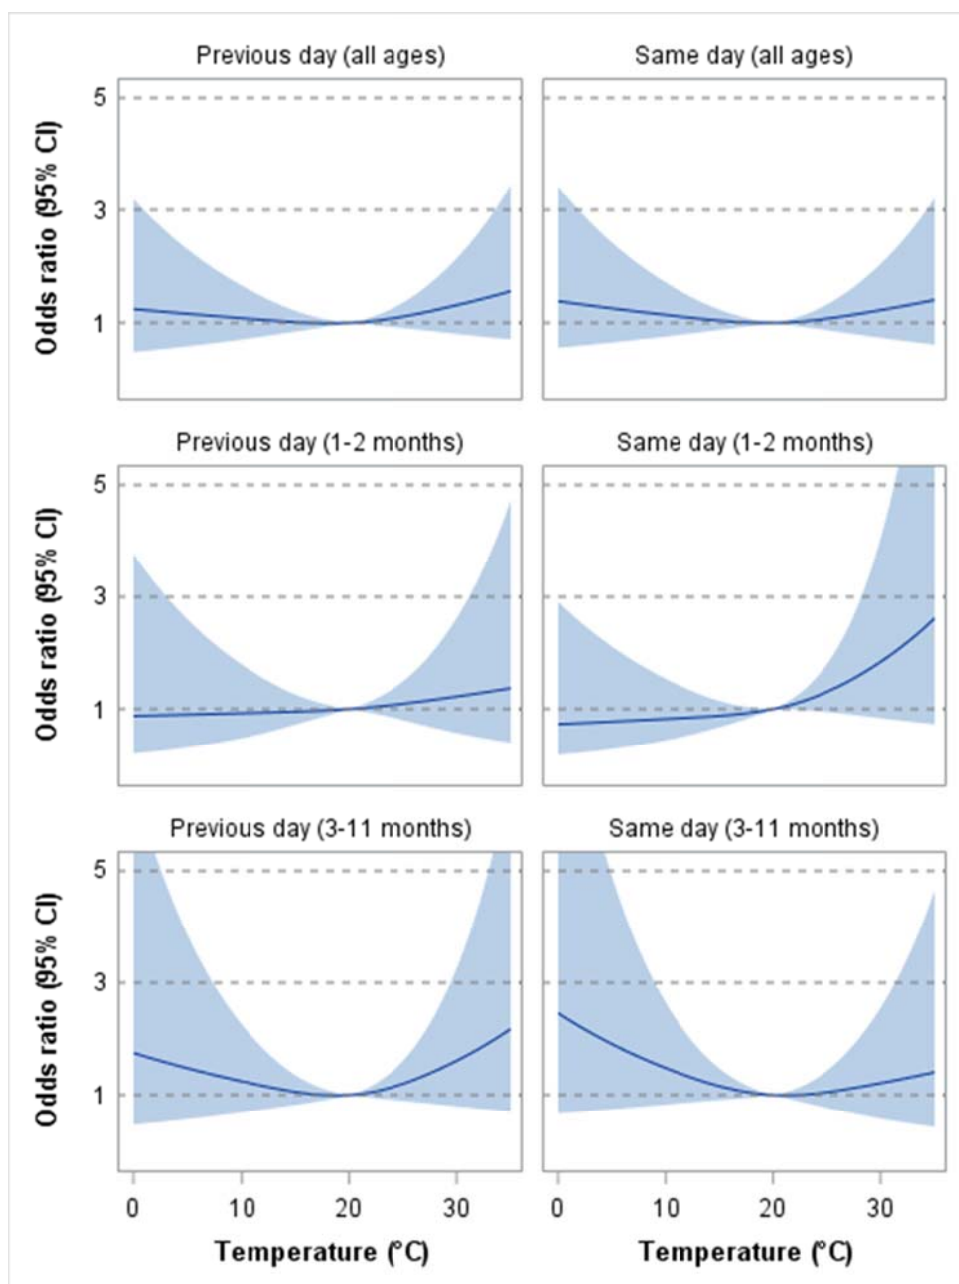 Previous day (all ages)
Same day (all ages)
Odds ratio (95% CI)
5
3
1
Previous day (1-2 months)
Same day (1-2 months)
Odds ratio (95% CI)
5
3
1
Previous day (3-11 months)
Same day (3-11 months)
Odds ratio (95% CI)
5
3
1
0 10 20 30
0 10 20 30
Temperature (°C)
Temperature (°C)